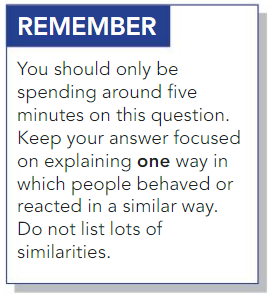 REMEMBER
You should only be
spending around five
minutes on this question.
Keep your answer focused
on explaining one way in
which people behaved or
reacted in a similar way.
Do not list lots of
similarities.